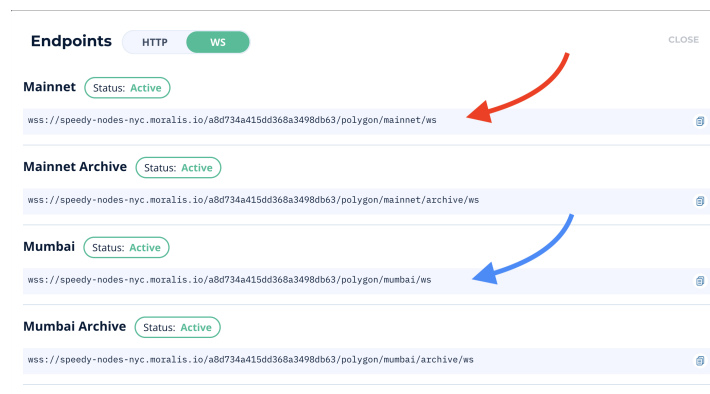 Endpoints HTTP WS CLOSE
Mainnet Status: Active
wss://speedy-nodes-nyc.moralis.io/a8d734a415dd368a3498db63/polygon/mainnet/ws
Mainnet Archive Status: Active
wss://speedy-nodes-nyc.moralis.io/a8d734a415dd368a3498db63/polygon/mainnet/archive/ws
Mumbai Status: Active
wss://speedy-nodes-nyc.moralis.io/a8d734a415dd368a3498db63/polygon/mumbai/ws
Mumbai Archive Status: Active
wss://speedy-nodes-nyc.moralis.io/a8d734a415dd368a3498db63/polygon/mumbai/archive/ws